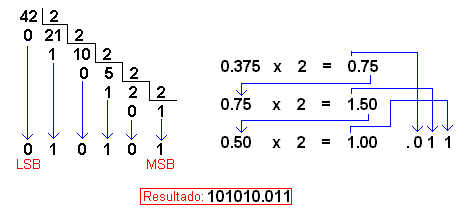 42 2
0 21 2
1 10 2
0 5 2
1 2 2
0 1
0 1 0 1 0 1
LSB MSB
0.375 x 2 = 0.75
0.75 x 2 = 1.50
0.50 x 2 = 1.00 .0 1 1
Resultado: 101010.011